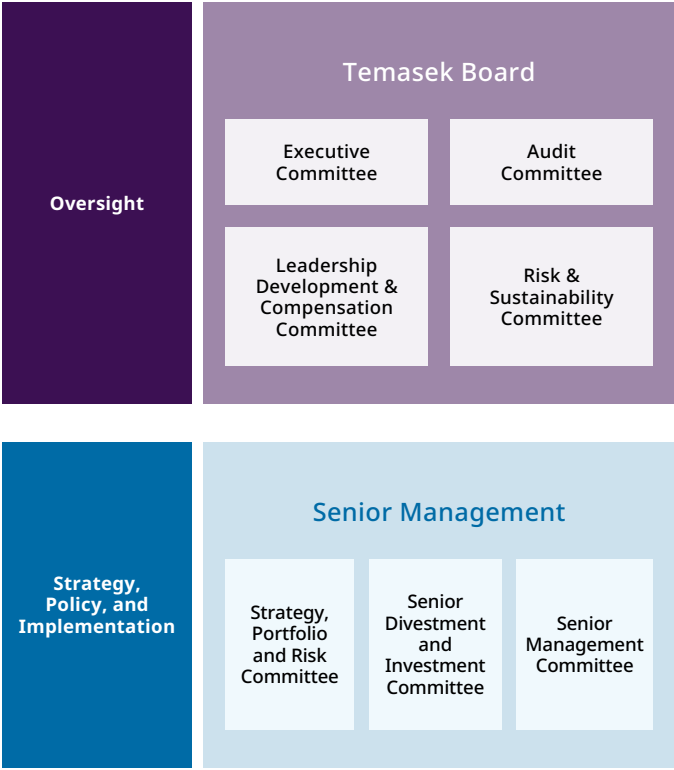 Oversight
Temasek Board
Executive
Committee
Audit
Committee
Leadership
Development &
Compensation
Committee
Risk &
Sustainability
Committee
Strategy,
Policy, and
Implementation
Senior Management
Strategy,
Portfolio
and Risk
Committee
Senior
Divestment
and
Investment
Committee
Senior
Management
Committee